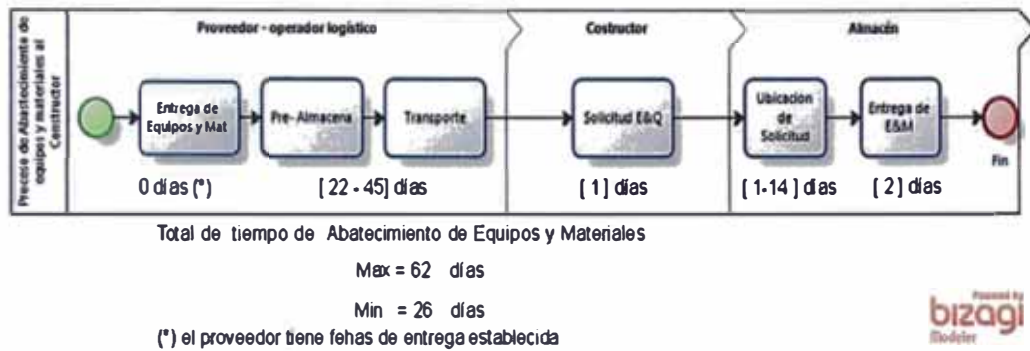 Proceso de Abastecimiento de
equipos y materiales al
Constructor
Proveedor - operador logístico
Costructor
Almacén
Entrega de
Equipos y Mat
Pre- Almaceria
Transporte
Solicitud E&Q
Ubicación
de
Solicitud
Entrega de
E&M
Fin
0 días (*)
[ 22 - 45] días
[ 1] días
[ 1-14 ] días
[ 2] días
Total de tiempo de Abatecimiento de Equipos y Materiales
Max = 62 días
Min = 26 días
(*) el proveedor tiene fehas de entrega establecida
Powered by
bizagi
Modeler